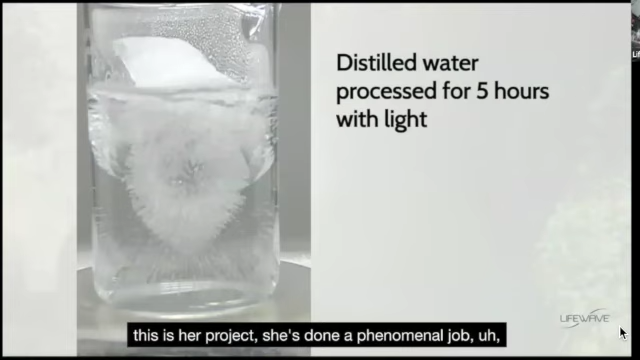 Distilled water
processed for 5 hours
with light
LIFEWAVE
this is her project, she's done a phenomenal job, uh,